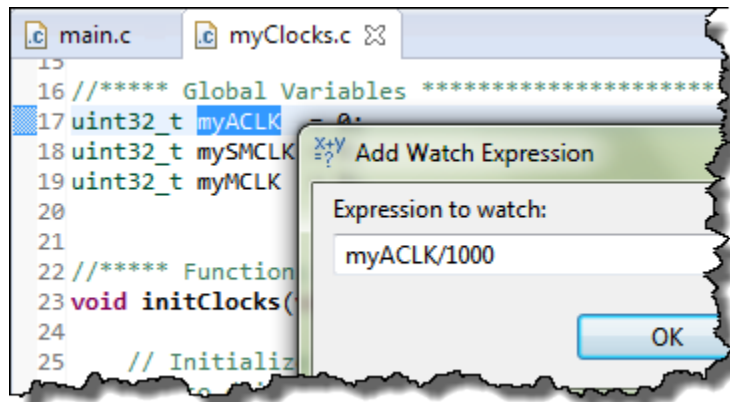 main.c myClocks.c
15
16 //***** Global Variables ***********************
17 uint32_t myACLK = 0;
18 uint32_t mySMCLK
19 uint32_t myMCLK
20
21
22 //***** Function
23 void initClocks(
24
25 // Initializ
Add Watch Expression
Expression to watch:
myACLK/1000
OK